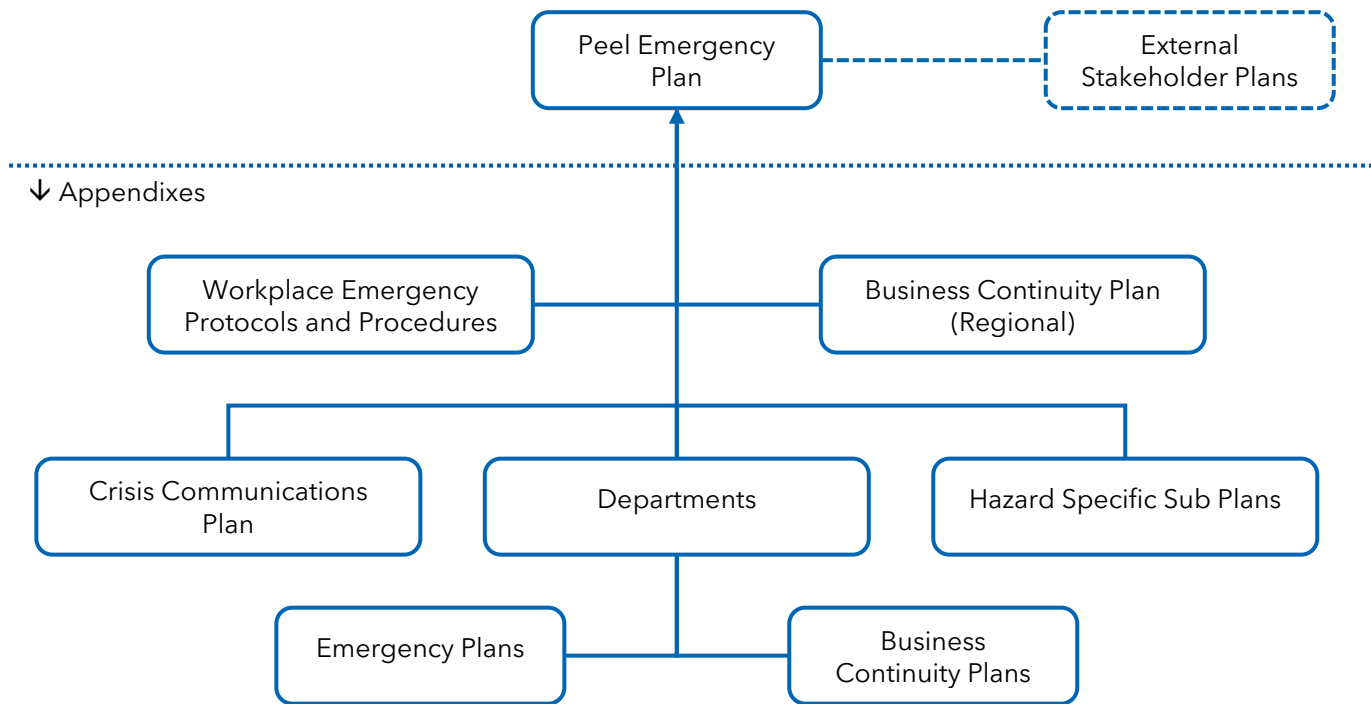 Peel Emergency
Plan
External
Stakeholder Plans
↓ Appendixes
Workplace Emergency
Protocols and Procedures
Business Continuity Plan
(Regional)
Crisis Communications
Plan
Departments
Hazard Specific Sub Plans
Emergency Plans
Business
Continuity Plans